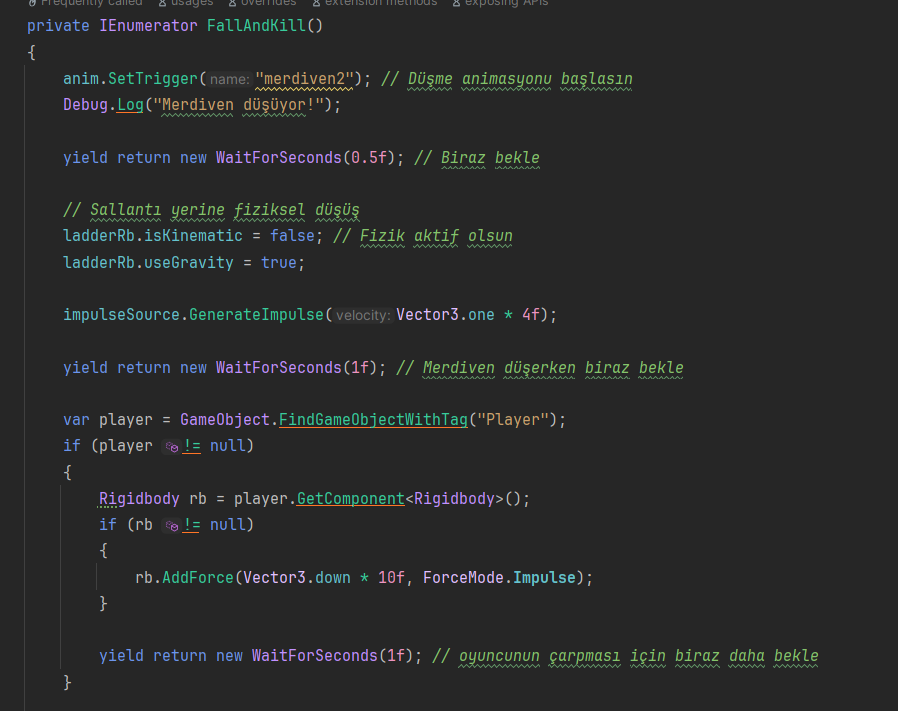 Frequently called usages overrides extension methods exposing APIs
private IEnumerator FallAndKill()
{
anim.SetTrigger(name: "merdiven2"); // Düşme animasyonu başlasın
Debug.Log("Merdiven düşüyor!");
yield return new WaitForSeconds(0.5f); // Biraz bekle
// Sallantı yerine fiziksel düşüş
ladderRb.isKinematic = false; // Fizik aktif olsun
ladderRb.useGravity = true;
impulseSource.GenerateImpulse(velocity: Vector3.one * 4f);
yield return new WaitForSeconds(1f); // Merdiven düşerken biraz bekle
var player = GameObject.FindGameObjectWithTag("Player");
if (player != null)
{
Rigidbody rb = player.GetComponent<Rigidbody>();
if (rb != null)
{
rb.AddForce(Vector3.down * 10f, ForceMode.Impulse);
}
yield return new WaitForSeconds(1f); // oyuncunun çarpması için biraz daha bekle
}